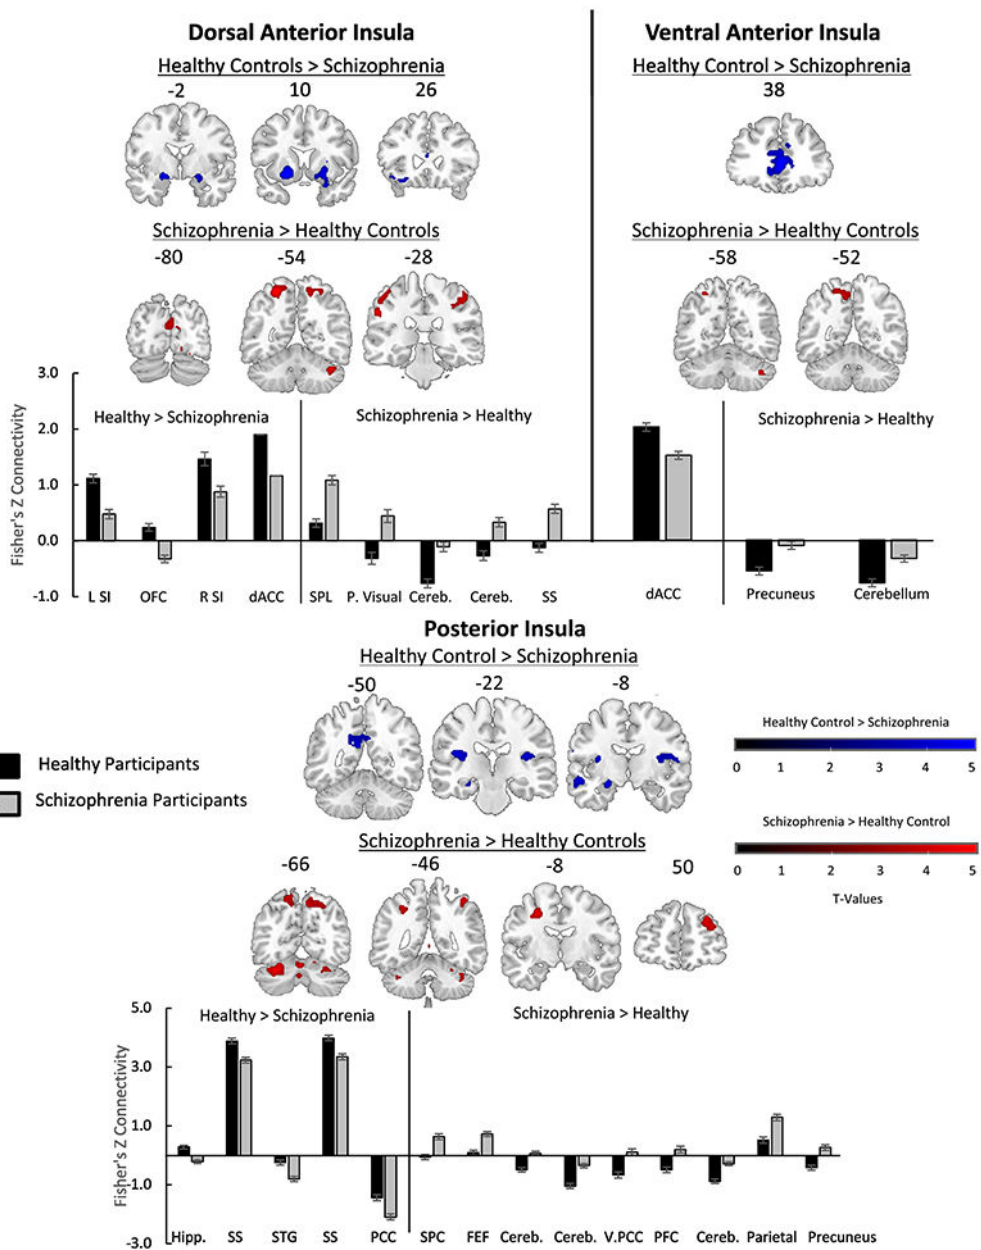 Dorsal Anterior Insula
Healthy Controls > Schizophrenia
-2 10 26
Schizophrenia > Healthy Controls
-80 -54 -28
Ventral Anterior Insula
Healthy Control > Schizophrenia
38
Schizophrenia > Healthy Controls
-58 -52
Fisher's Z Connectivity
3.0
2.0
1.0
0.0
-1.0
Healthy > Schizophrenia
Schizophrenia > Healthy
Schizophrenia > Healthy
L SI OFC R SI dACC SPL P. Visual Cereb. Cereb. SS dACC Precuneus Cerebellum
Posterior Insula
Healthy Control > Schizophrenia
-50 -22 -8
Healthy Participants
Schizophrenia Participants
Healthy Control > Schizophrenia
0 1 2 3 4 5
Schizophrenia > Healthy Control
0 1 2 3 4 5
T-Values
Schizophrenia > Healthy Controls
-66 -46 -8 50
Fisher's Z Connectivity
5.0
3.0
1.0
-1.0
-3.0
Healthy > Schizophrenia
Schizophrenia > Healthy
Hipp. SS STG SS PCC SPC FEF Cereb. Cereb. V.PCC PFC Cereb. Parietal Precuneus